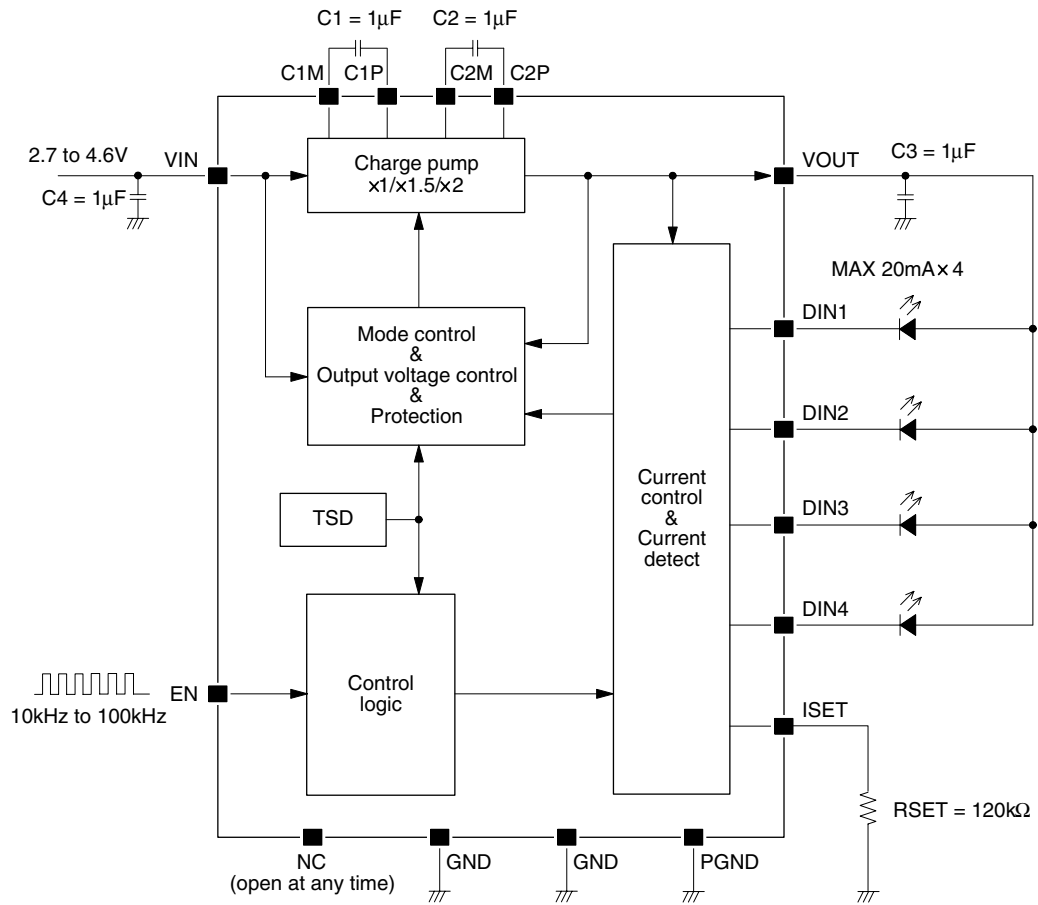 C1 = 1µF
C2 = 1µF
C1M
C1P
C2M
C2P
2.7 to 4.6V
VIN
C4 = 1µF
Charge pump
×1/×1.5/×2
VOUT
C3 = 1µF
MAX 20mA×4
Mode control
&
Output voltage control
&
Protection
DIN1
DIN2
DIN3
DIN4
Current
control
&
Current
detect
TSD
EN
10kHz to 100kHz
Control
logic
ISET
RSET = 120kΩ
NC
(open at any time)
GND
GND
PGND